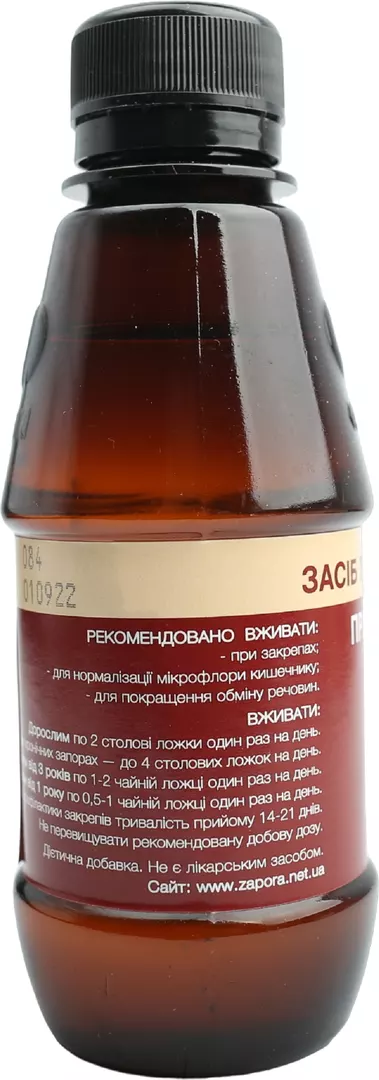 084
010922
ЗАСІБ
РЕКОМЕНДОВАНО ВЖИВАТИ:
- при закрепах;
- для нормалізації мікрофлори кишечнику;
- для покращення обміну речовин.
ВЖИВАТИ:
Дорослим по 2 столові ложки один раз на день.
запорах — до 4 столових ложок на день.
від 3 років по 1-2 чайній ложці один раз на день.
від 1 року по 0,5-1 чайній ложці один раз на день.
закрепів тривалість прийому 14-21 днів.
Не перевищувати рекомендовану добову дозу.
Дієтична добавка. Не є лікарським засобом.
Сайт: www.zapora.net.ua